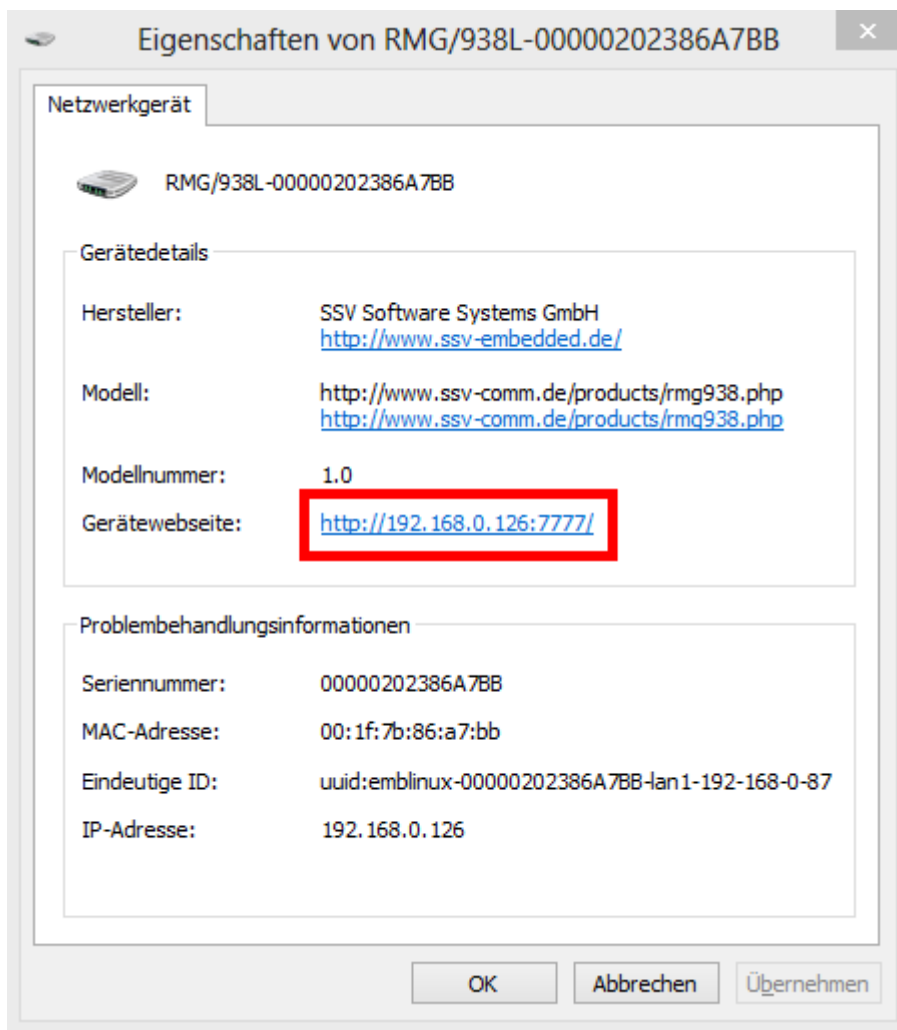 Eigenschaften von RMG/938L-00000202386A7BB
Netzwerkgerät
RMG/938L-00000202386A7BB
Gerätedetails
Hersteller: SSV Software Systems GmbH
http://www.ssv-embedded.de/
Modell: http://www.ssv-comm.de/products/rmg938.php
http://www.ssv-comm.de/products/rmg938.php
Modellnummer: 1.0
Gerätewebseite: http://192.168.0.126:7777/
Problembehandlungsinformationen
Seriennummer: 00000202386A7BB
MAC-Adresse: 00:1f:7b:86:a7:bb
Eindeutige ID: uuid:emblinux-00000202386A7BB-lan1-192-168-0-87
IP-Adresse: 192.168.0.126
OK Abbrechen Übernehmen